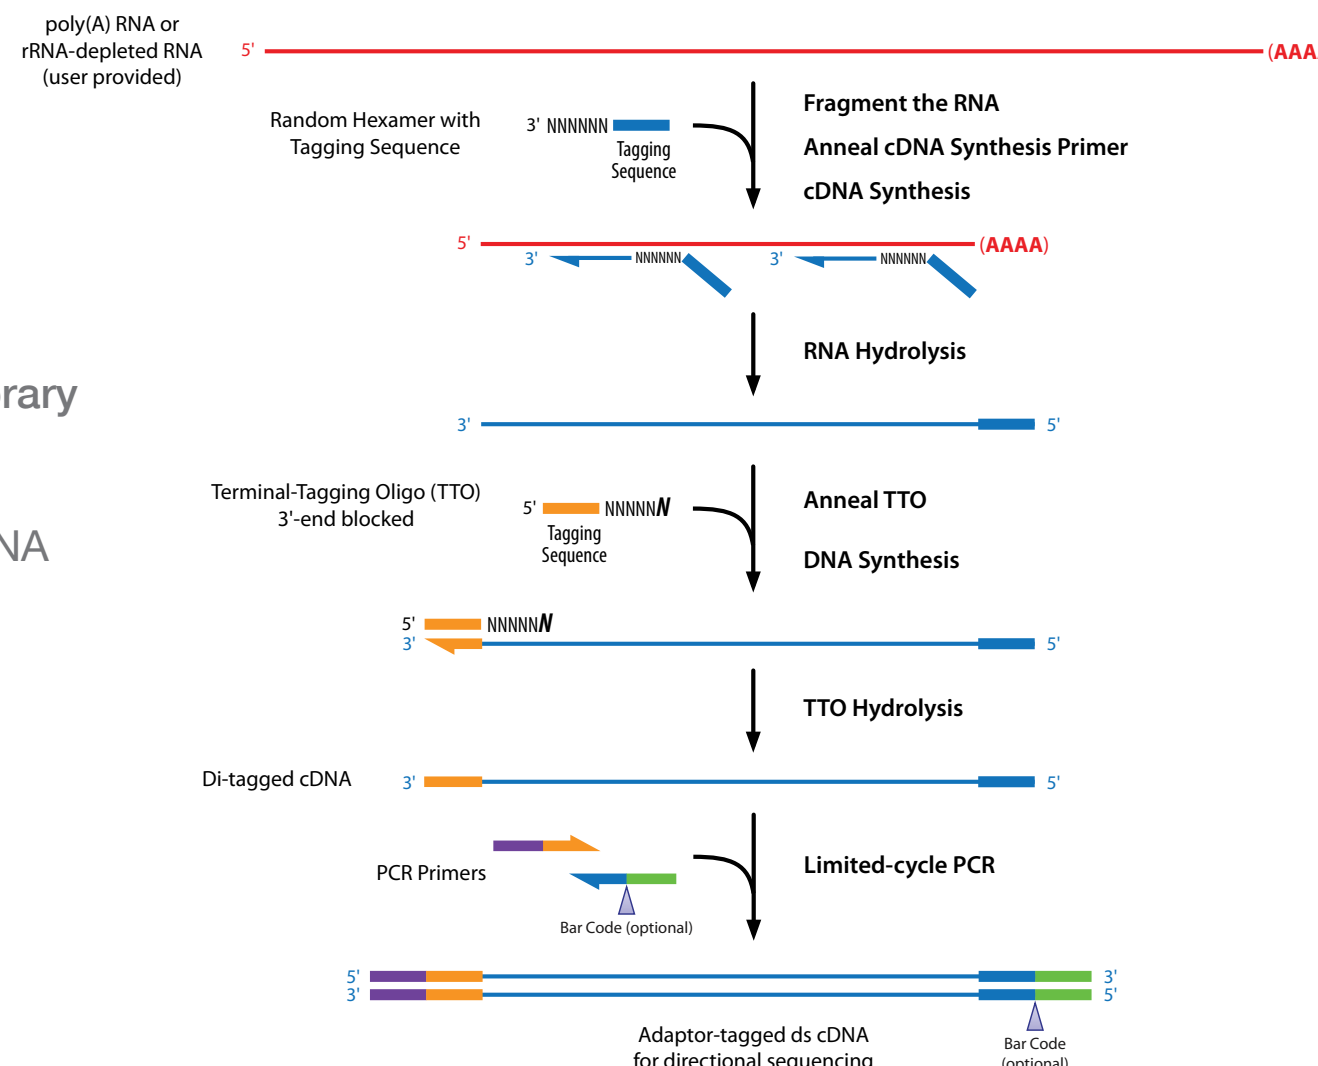 poly(A) RNA or
rRNA-depleted RNA
(user provided)
5'
(AAA
Random Hexamer with
Tagging Sequence
3' NNNNNN
Tagging
Sequence
Fragment the RNA
Anneal cDNA Synthesis Primer
cDNA Synthesis
5'
(AAAA)
3'
NNNNNN
3'
NNNNNN
RNA Hydrolysis
rary
3'
5'
Terminal-Tagging Oligo (TTO)
3'-end blocked
5'
NNNNNN
Tagging
Sequence
Anneal TTO
DNA Synthesis
NA
5'
NNNNNN
3'
5'
TTO Hydrolysis
Di-tagged cDNA
3'
5'
PCR Primers
Bar Code (optional)
Limited-cycle PCR
5'
3'
3'
5'
Adaptor-tagged ds cDNA
for directional sequencing
Bar Code
(optional)